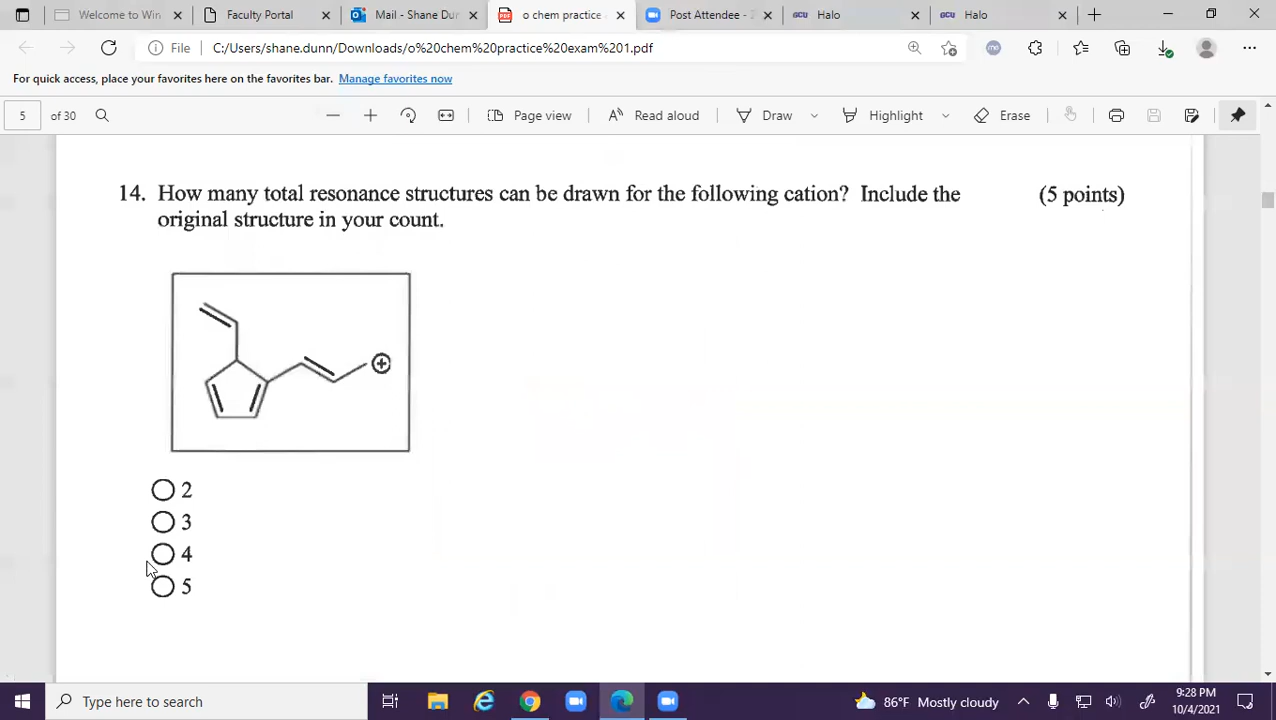 Welcome to Win
Faculty Portal
Mail - Shane Dun
o chem practice
Post Attendee - Z
GCU Halo
GCU Halo
File C:/Users/shane.dunn/Downloads/o%20chem%20practice%20exam%201.pdf
For quick access, place your favorites here on the favorites bar. Manage favorites now
5 of 30 Page view Read aloud Draw Highlight Erase
14. How many total resonance structures can be drawn for the following cation? Include the (5 points)
original structure in your count.
+
2
3
4
5
Type here to search
86°F Mostly cloudy
9:28 PM
10/4/2021